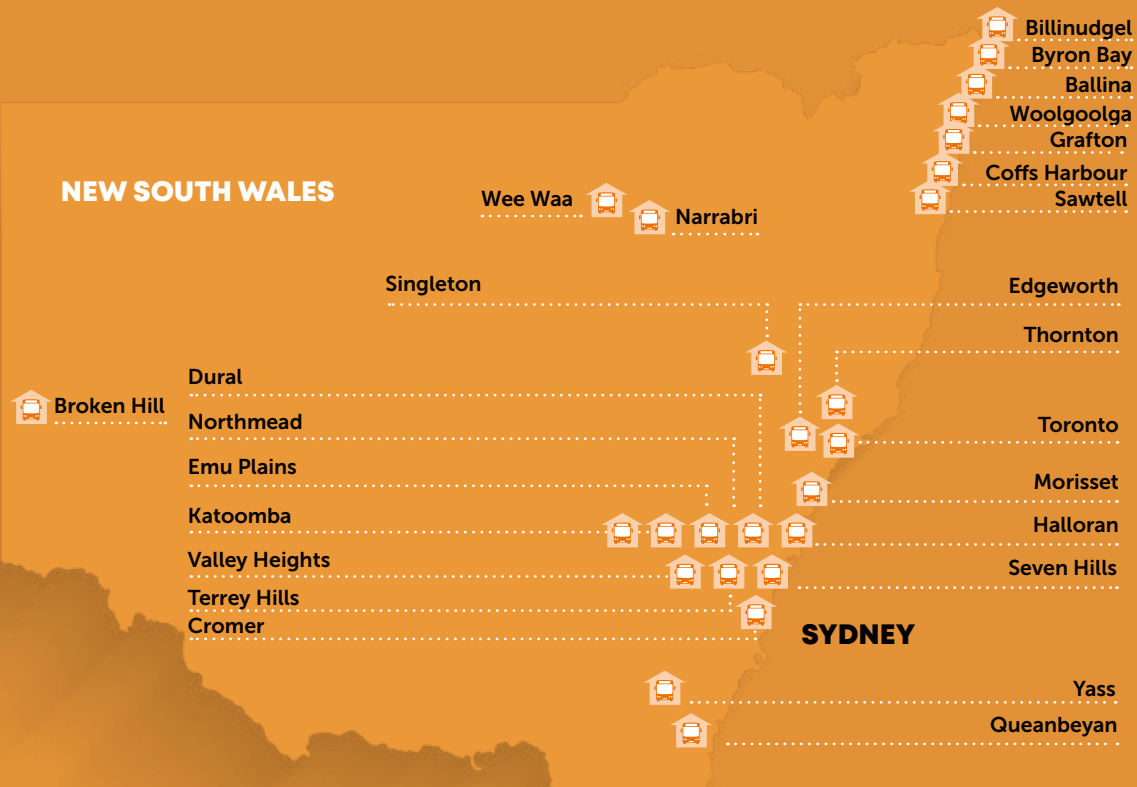 Billinudgel
Byron Bay
Ballina
Woolgoolga
Grafton
Coffs Harbour
Sawtell
NEW SOUTH WALES
Wee Waa
Narrabri
Singleton
Edgeworth
Thornton
Dural
Broken Hill
Northmead
Toronto
Emu Plains
Morisset
Katoomba
Halloran
Valley Heights
Seven Hills
Terrey Hills
Cromer
SYDNEY
Yass
Queanbeyan